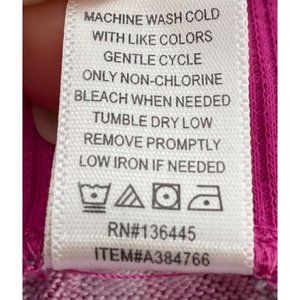 MACHINE WASH COLD
WITH LIKE COLORS
GENTLE CYCLE
ONLY NON-CHLORINE
BLEACH WHEN NEEDED
TUMBLE DRY LOW
REMOVE PROMPTLY
LOW IRON IF NEEDED
RN#136445
ITEM#A384766